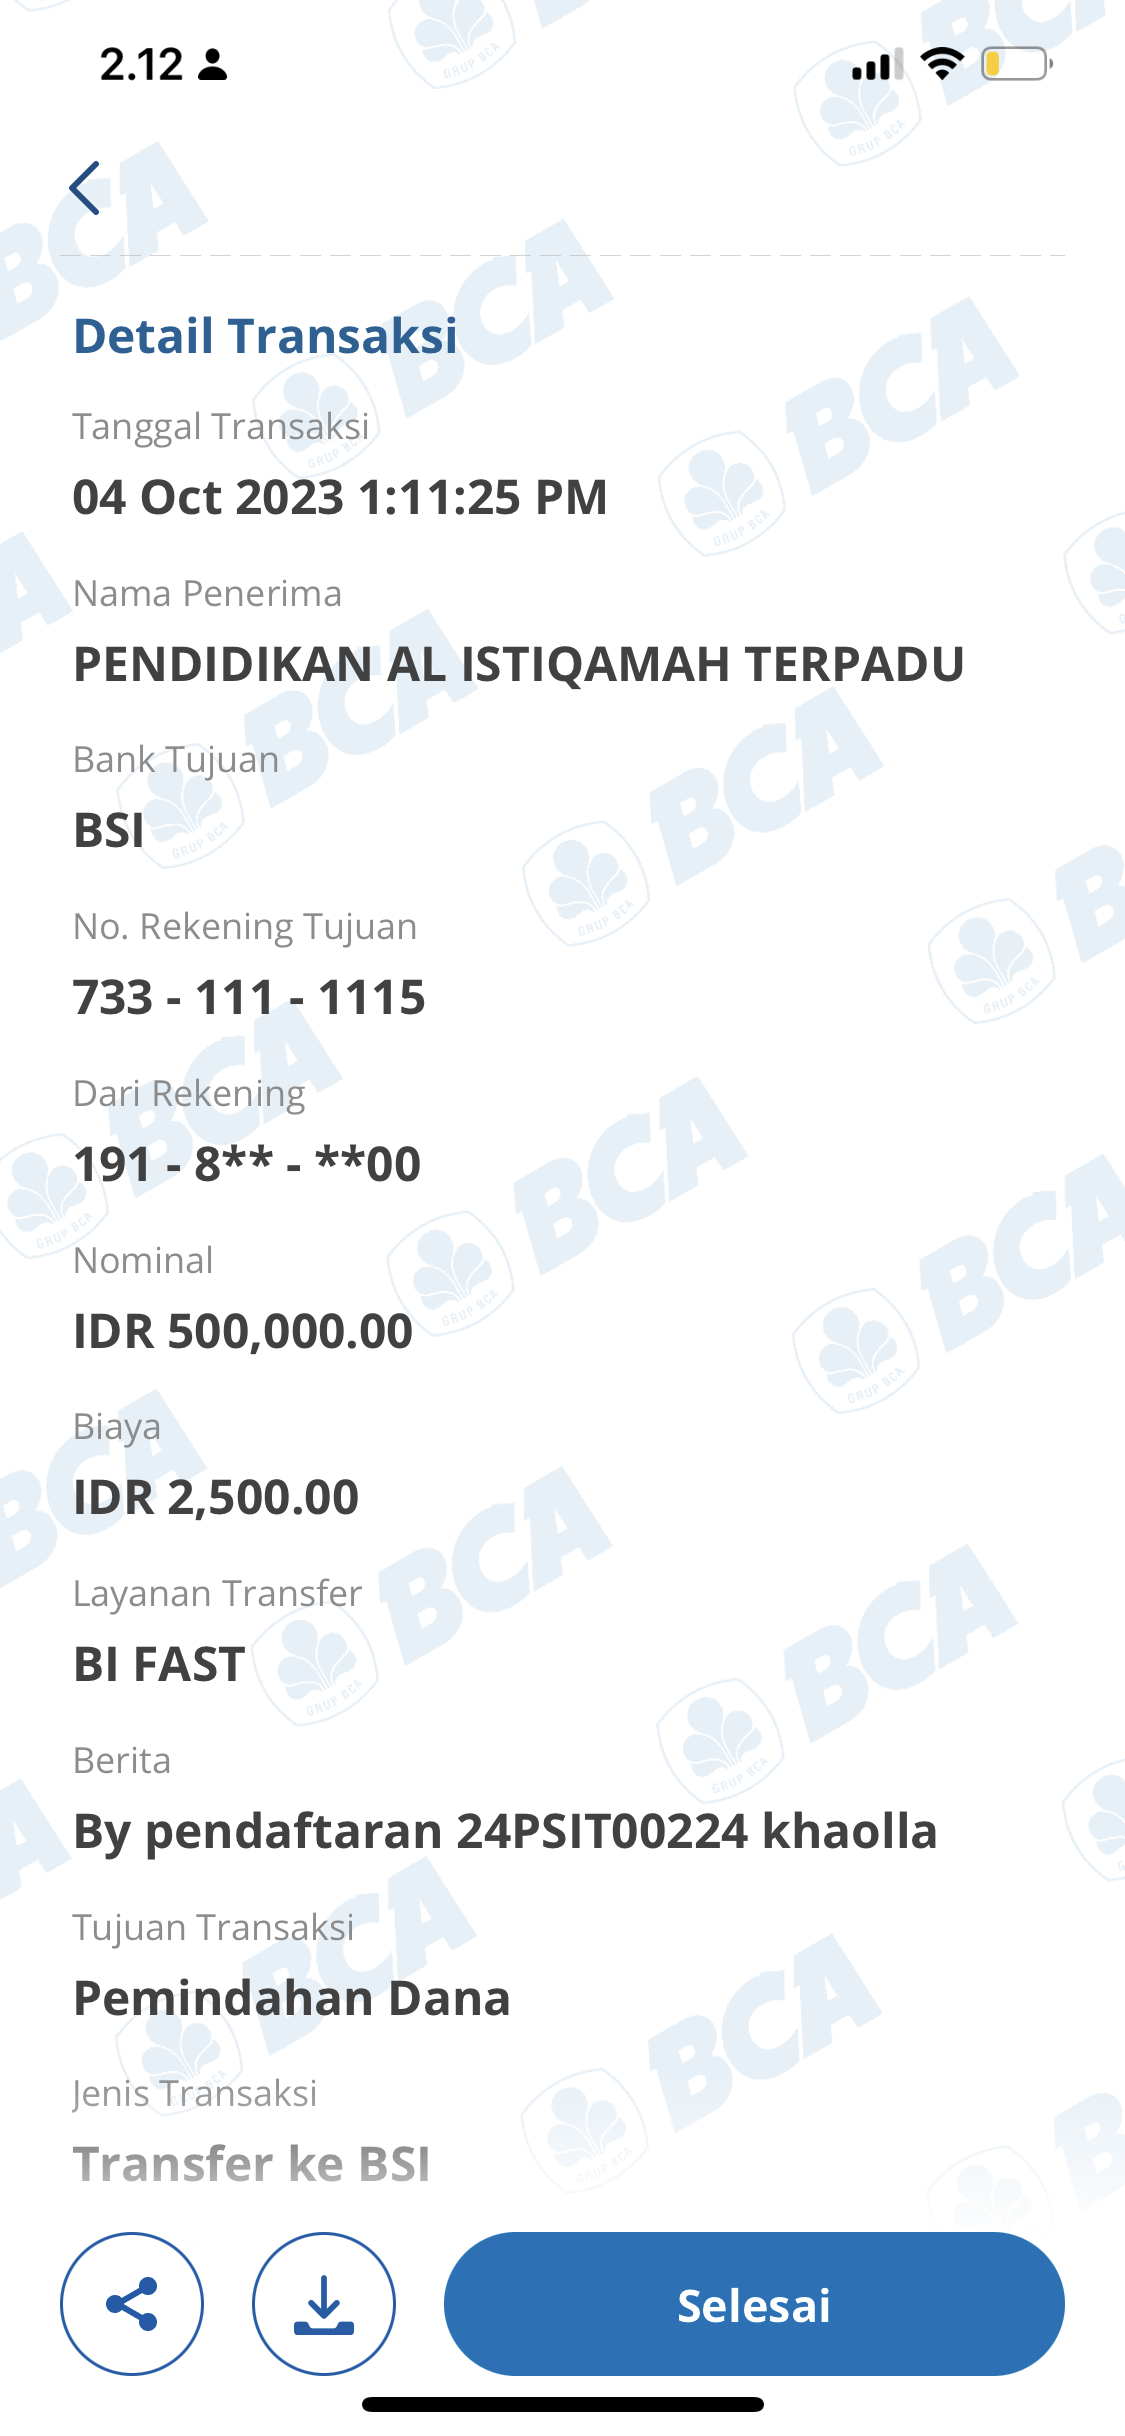 2.12
Detail Transaksi
Tanggal Transaksi
04 Oct 2023 1:11:25 PM
Nama Penerima
PENDIDIKAN AL ISTIQAMAH TERPADU
Bank Tujuan
BSI
No. Rekening Tujuan
733 - 111 - 1115
Dari Rekening
191 - 8** - **00
Nominal
IDR 500,000.00
Biaya
IDR 2,500.00
Layanan Transfer
BI FAST
Berita
By pendaftaran 24PSIT00224 khaolla
Tujuan Transaksi
Pemindahan Dana
Jenis Transaksi
Transfer ke BSI
Selesai
BCA
GRUP BCA